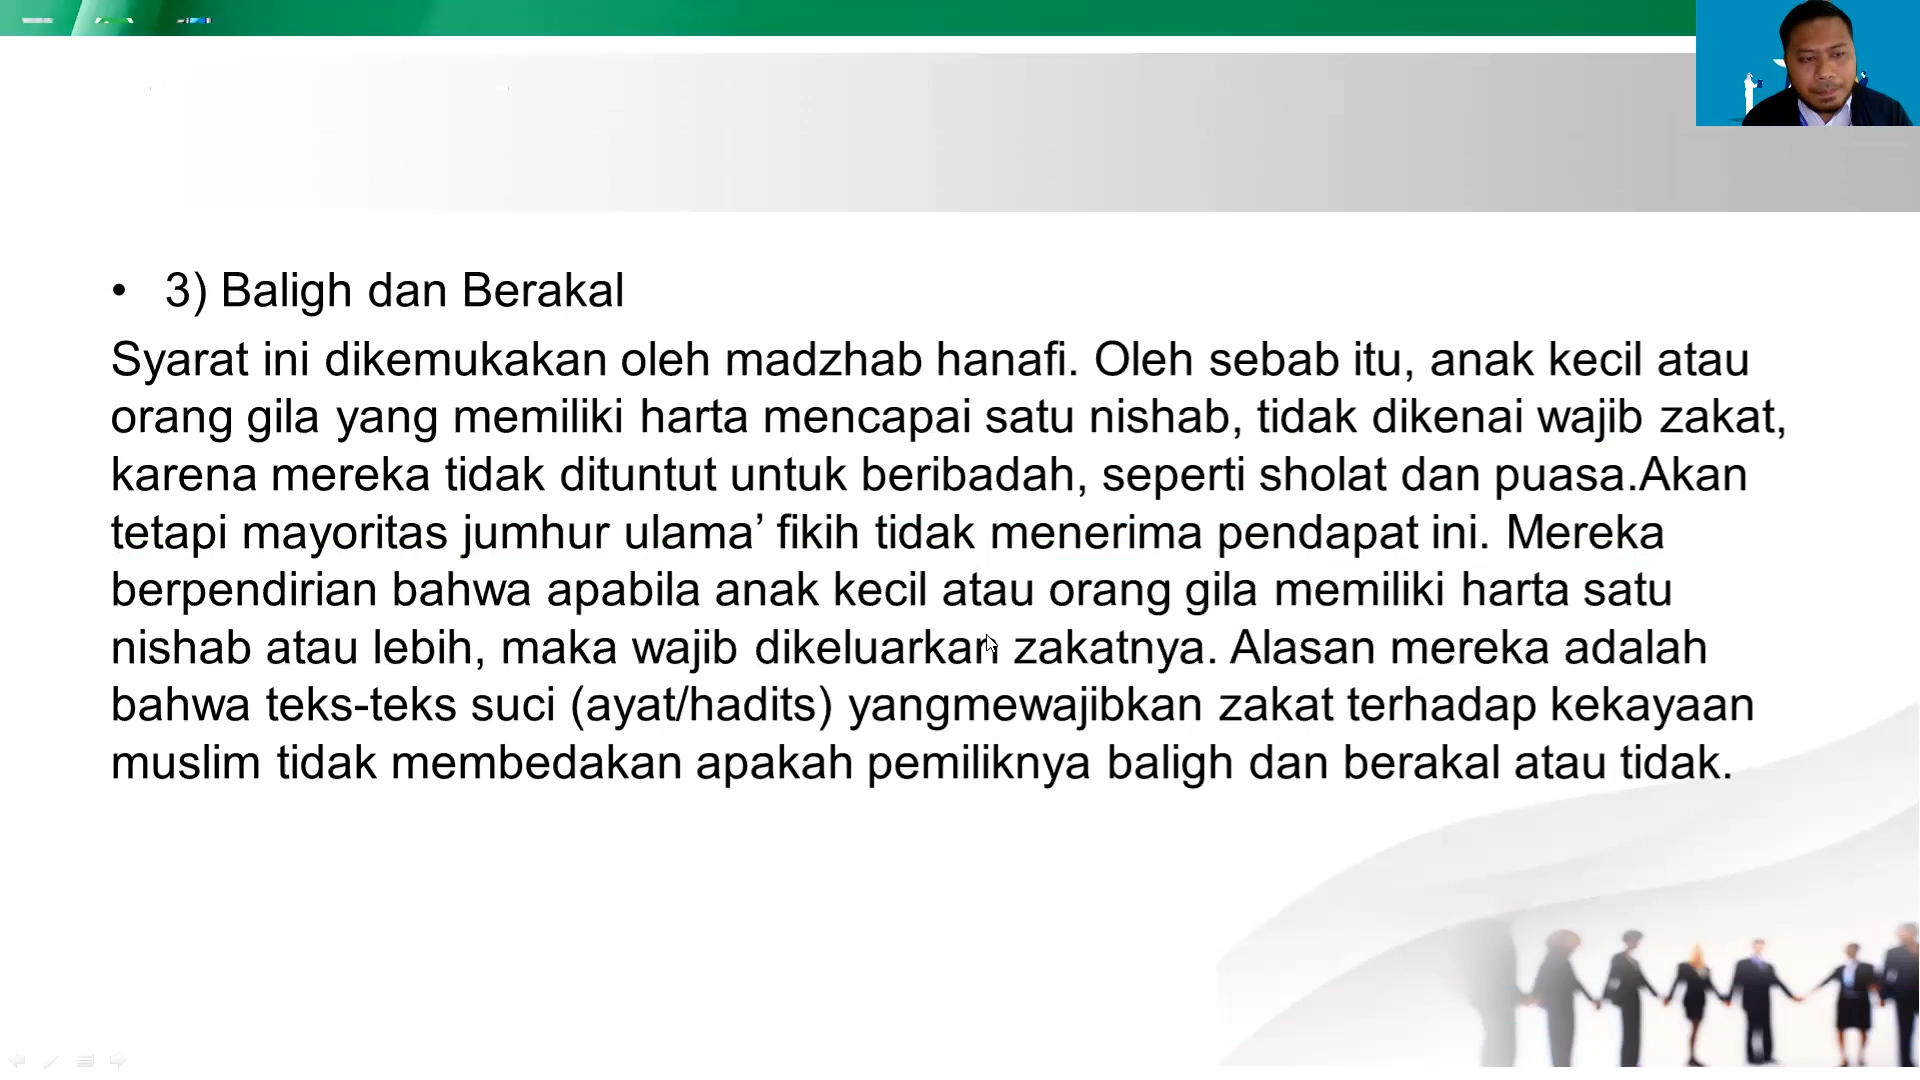 • 3) Baligh dan Berakal
Syarat ini dikemukakan oleh madzhab hanafi. Oleh sebab itu, anak kecil atau
orang gila yang memiliki harta mencapai satu nishab, tidak dikenai wajib zakat,
karena mereka tidak dituntut untuk beribadah, seperti sholat dan puasa.Akan
tetapi mayoritas jumhur ulama’ fikih tidak menerima pendapat ini. Mereka
berpendirian bahwa apabila anak kecil atau orang gila memiliki harta satu
nishab atau lebih, maka wajib dikeluarkan zakatnya. Alasan mereka adalah
bahwa teks-teks suci (ayat/hadits) yangmewajibkan zakat terhadap kekayaan
muslim tidak membedakan apakah pemiliknya baligh dan berakal atau tidak.